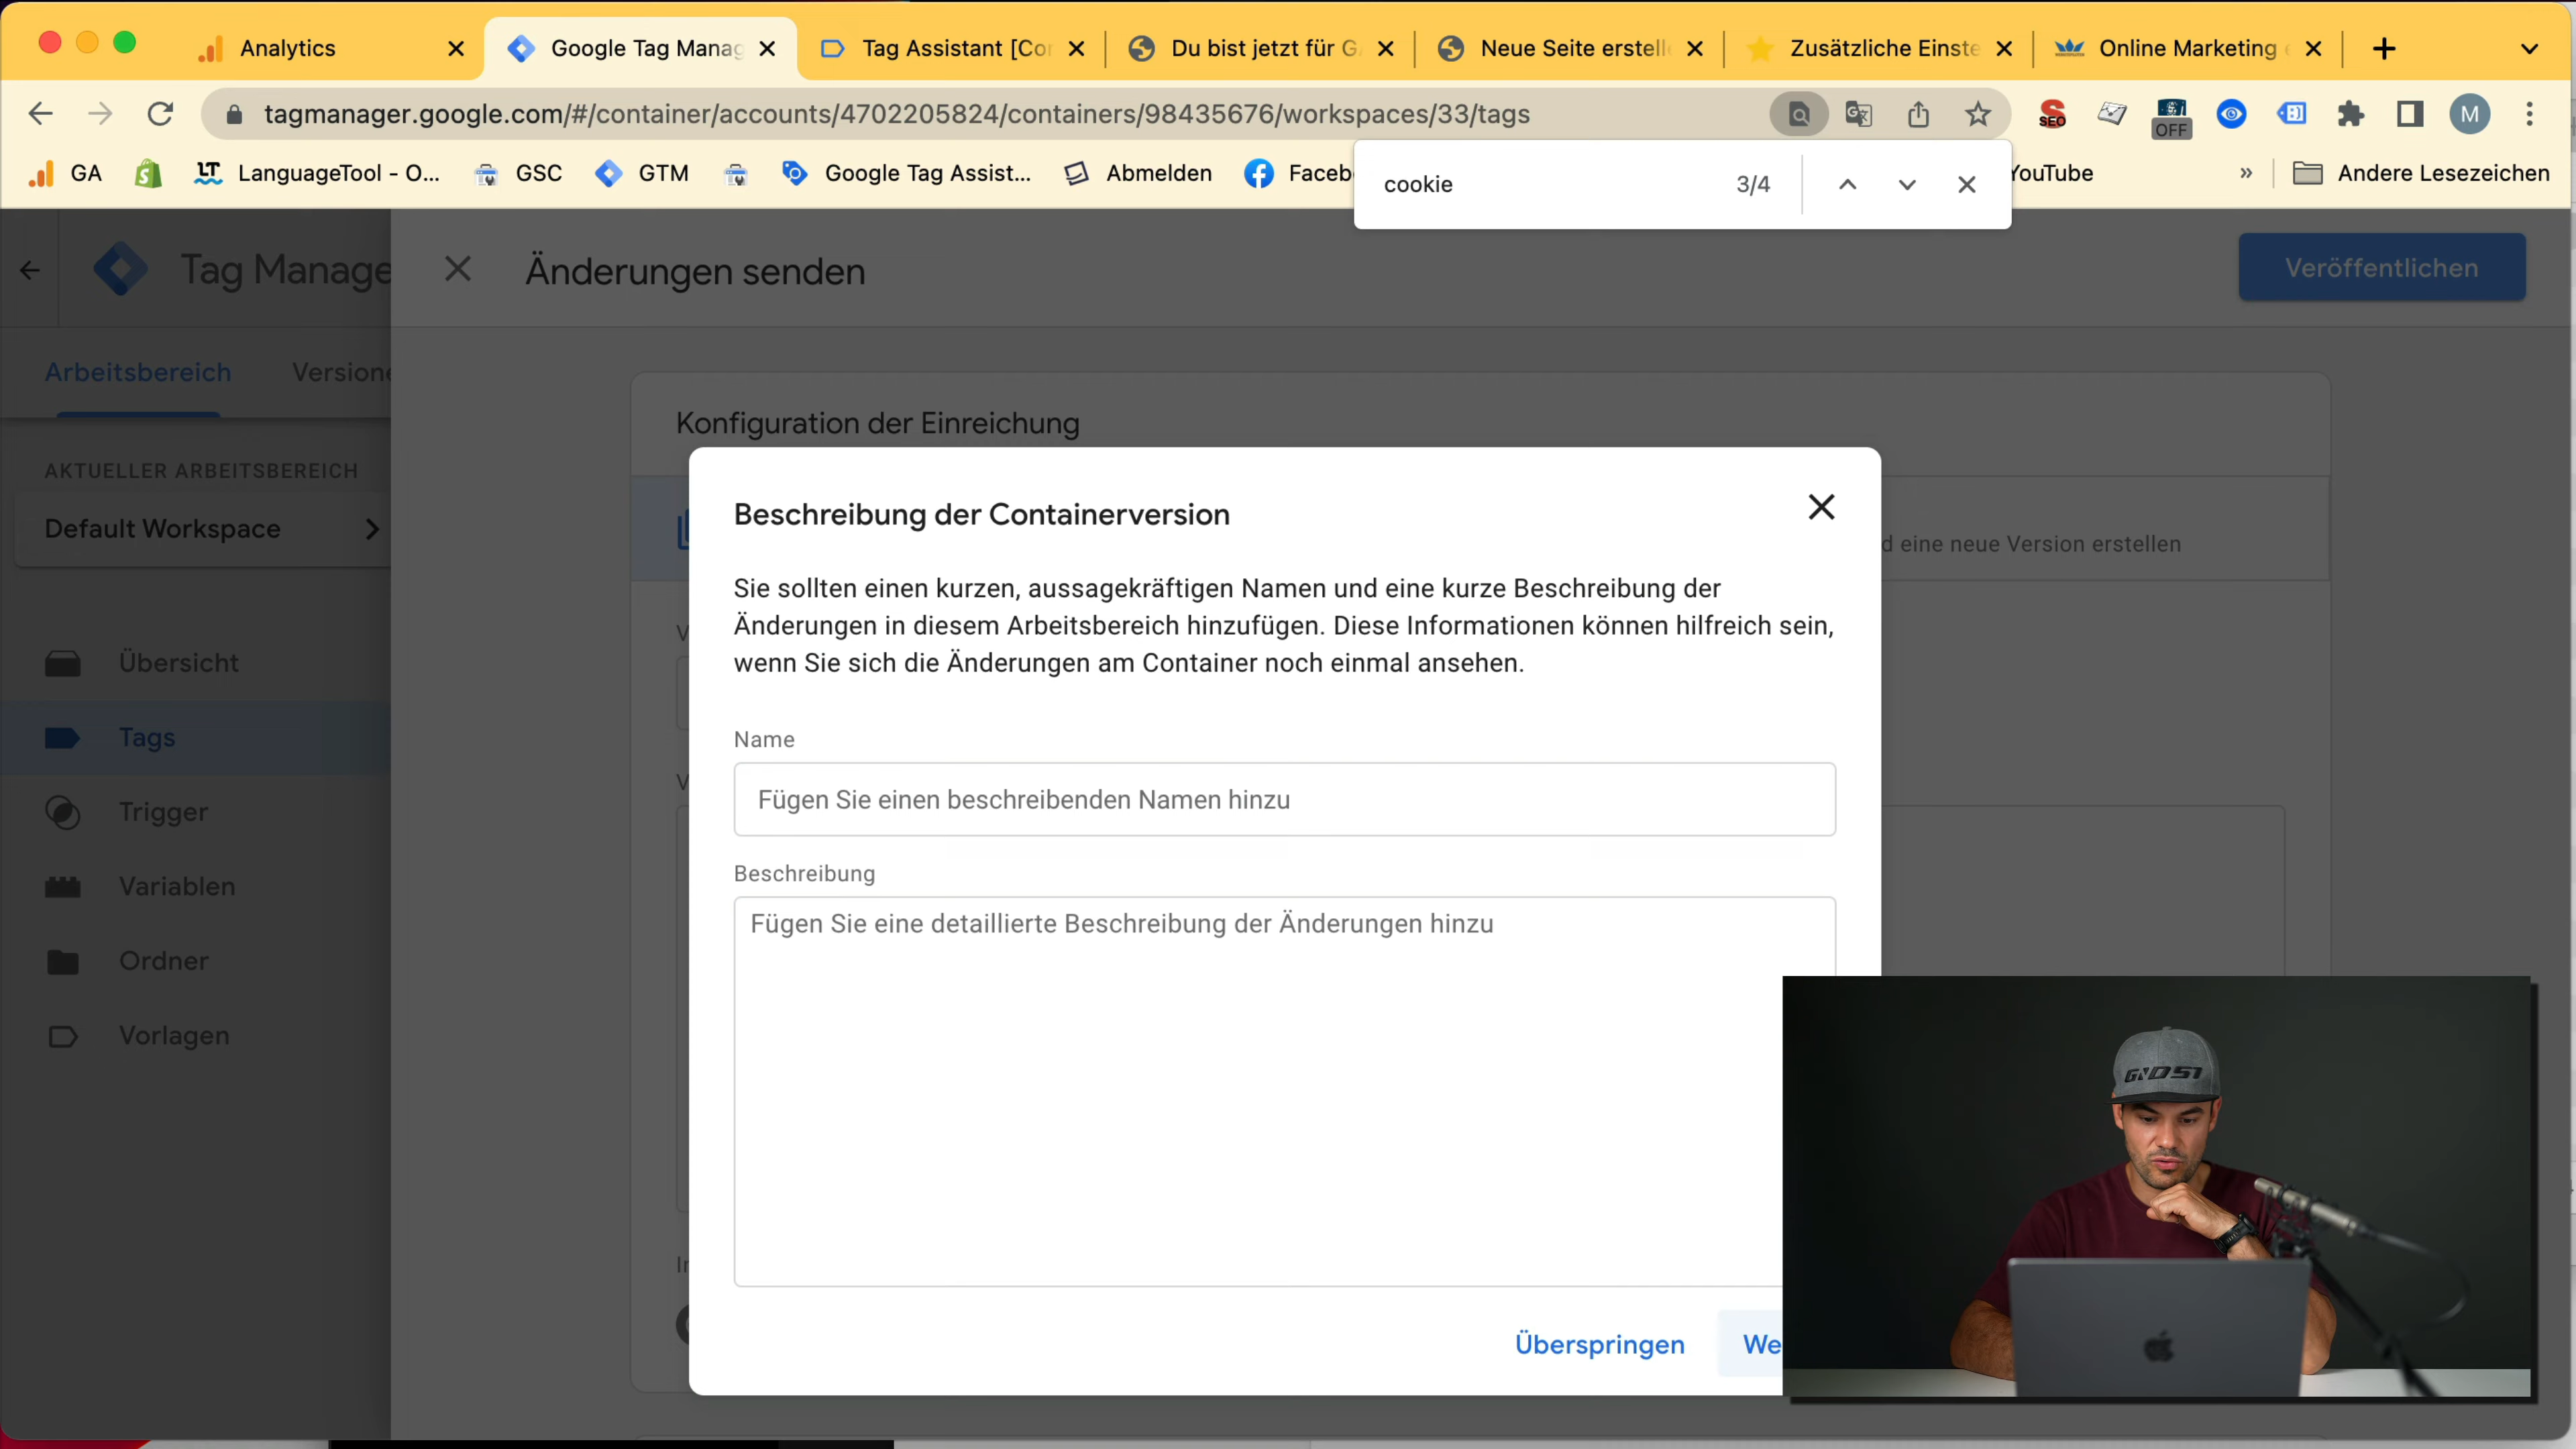 Analytics
Google Tag Manag
Tag Assistant [Co
Du bist jetzt für G
Neue Seite erstell
Zusätzliche Einste
Online Marketing
tagmanager.google.com/#/container/accounts/4702205824/containers/98435676/workspaces/33/tags
SEO
OFF
M
GA
LT
LanguageTool - O...
GSC
GTM
Google Tag Assist...
Abmelden
Faceb
cookie
3/4
YouTube
»
Andere Lesezeichen
Tag Manage
Änderungen senden
Veröffentlichen
Arbeitsbereich
Versione
Konfiguration der Einreichung
AKTUELLER ARBEITSBEREICH
Default Workspace
d eine neue Version erstellen
Übersicht
Tags
Trigger
Variablen
Ordner
Vorlagen
Beschreibung der Containerversion
Sie sollten einen kurzen, aussagekräftigen Namen und eine kurze Beschreibung der
Änderungen in diesem Arbeitsbereich hinzufügen. Diese Informationen können hilfreich sein,
wenn Sie sich die Änderungen am Container noch einmal ansehen.
Name
Fügen Sie einen beschreibenden Namen hinzu
Beschreibung
Fügen Sie eine detaillierte Beschreibung der Änderungen hinzu
Überspringen
We